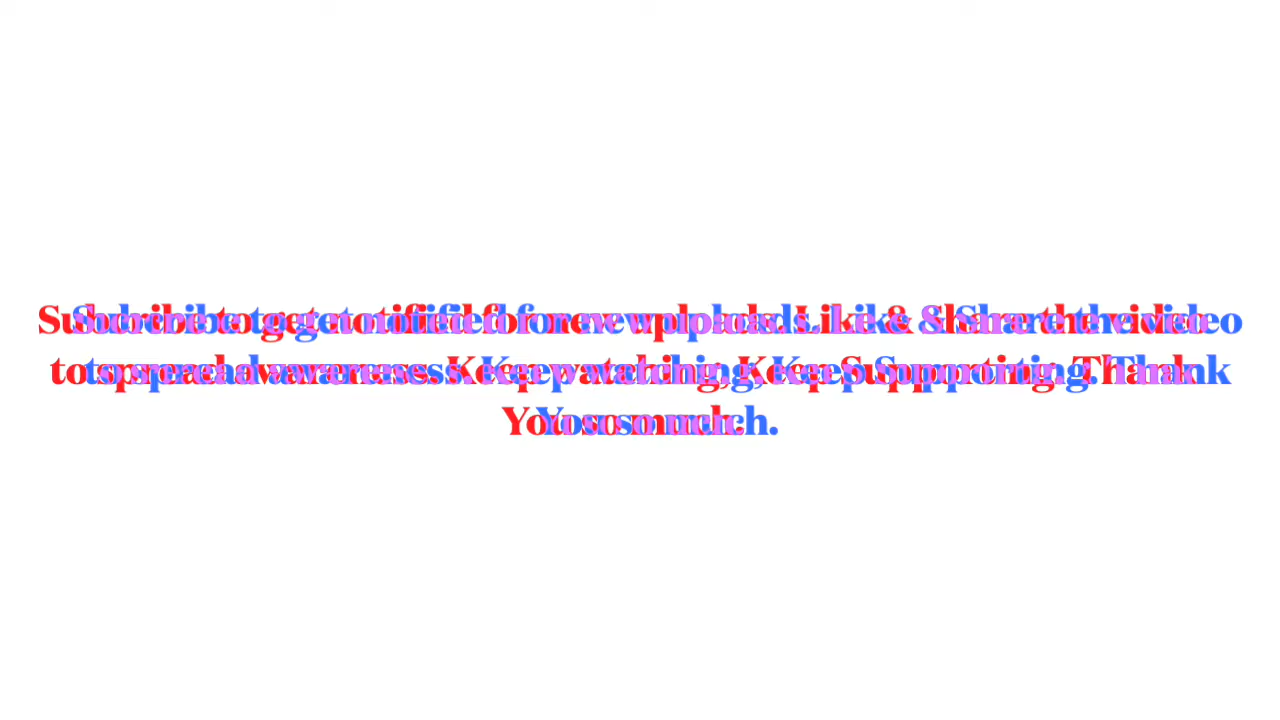 Subcribe to get notified for new uploads. Like & Share the video
to spread awareness. Keep watching, Keep Supporting. Thank
You so much.